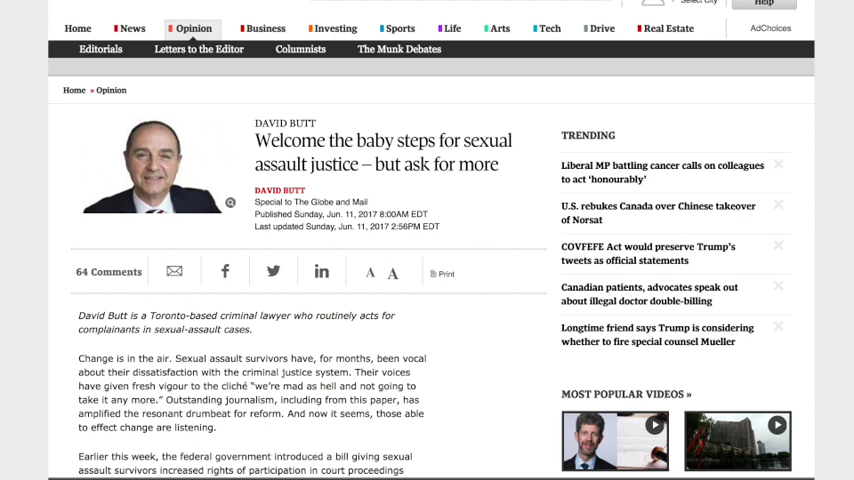 Select City
Help
Home News Opinion Business Investing Sports Life Arts Tech Drive Real Estate AdChoices
Editorials Letters to the Editor Columnists The Munk Debates
Home » Opinion
DAVID BUTT
Welcome the baby steps for sexual
assault justice – but ask for more
DAVID BUTT
Special to The Globe and Mail
Published Sunday, Jun. 11, 2017 8:00AM EDT
Last updated Sunday, Jun. 11, 2017 2:56PM EDT
64 Comments f in A A Print
David Butt is a Toronto-based criminal lawyer who routinely acts for
complainants in sexual-assault cases.
Change is in the air. Sexual assault survivors have, for months, been vocal
about their dissatisfaction with the criminal justice system. Their voices
have given fresh vigour to the cliché “we’re mad as hell and not going to
take it any more.” Outstanding journalism, including from this paper, has
amplified the resonant drumbeat for reform. And now it seems, those able
to effect change are listening.
Earlier this week, the federal government introduced a bill giving sexual
assault survivors increased rights of participation in court proceedings
TRENDING
Liberal MP battling cancer calls on colleagues
to act ‘honourably’
U.S. rebukes Canada over Chinese takeover
of Norsat
COVFEFE Act would preserve Trump’s
tweets as official statements
Canadian patients, advocates speak out
about illegal doctor double-billing
Longtime friend says Trump is considering
whether to fire special counsel Mueller
MOST POPULAR VIDEOS »